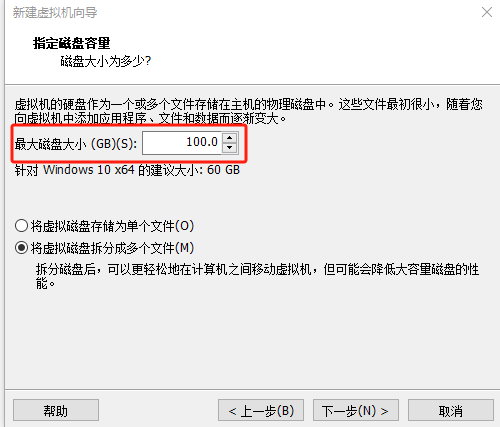 新建虚拟机向导
指定磁盘容量
磁盘大小为多少?
虚拟机的硬盘作为一个或多个文件存储在主机的物理磁盘中。这些文件最初很小，随着您
向虚拟机中添加应用程序、文件和数据而逐渐变大。
最大磁盘大小 (GB)(S): 100.0
针对 Windows 10 x64 的建议大小: 60 GB
将虚拟磁盘存储为单个文件(O)
将虚拟磁盘拆分成多个文件(M)
拆分磁盘后，可以更轻松地在计算机之间移动虚拟机，但可能会降低大容量磁盘的性
能。
帮助 < 上一步(B) 下一步(N) > 取消